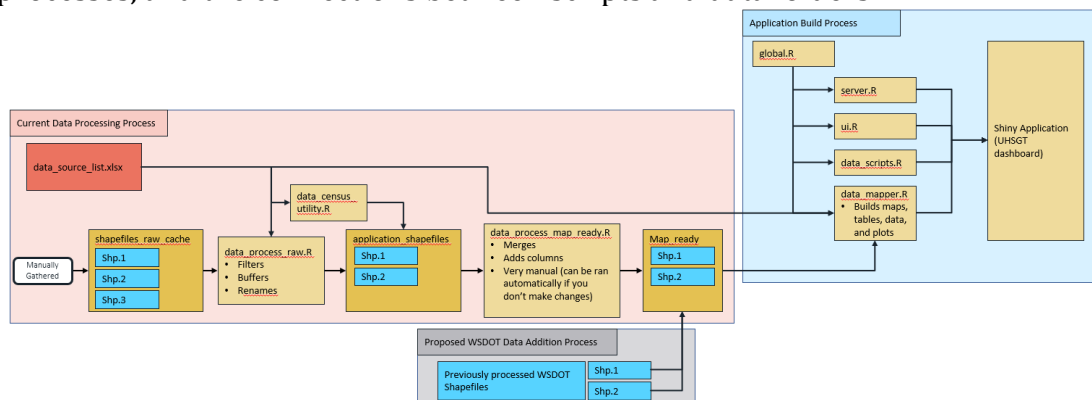 processes, and the connections between scripts and data folders
Application Build Process
global.R
server.R
ui.R
data_scripts.R
data_mapper.R
• Builds maps,
tables, data,
and plots
Shiny Application
(UHSGT
dashboard)
Current Data Processing Process
data_source_list.xlsx
data_census_
utility.R
Manually
Gathered
shapefiles_raw_cache
Shp.1
Shp.2
Shp.3
data_process_raw.R
• Filters
• Buffers
• Renames
application_shapefiles
Shp.1
Shp.2
data_process_map_ready.R
• Merges
• Adds columns
• Very manual (can be ran
automatically if you
don't make changes)
Map_ready
Shp.1
Shp.2
Proposed WSDOT Data Addition Process
Previously processed WSDOT
Shapefiles
Shp.1
Shp.2